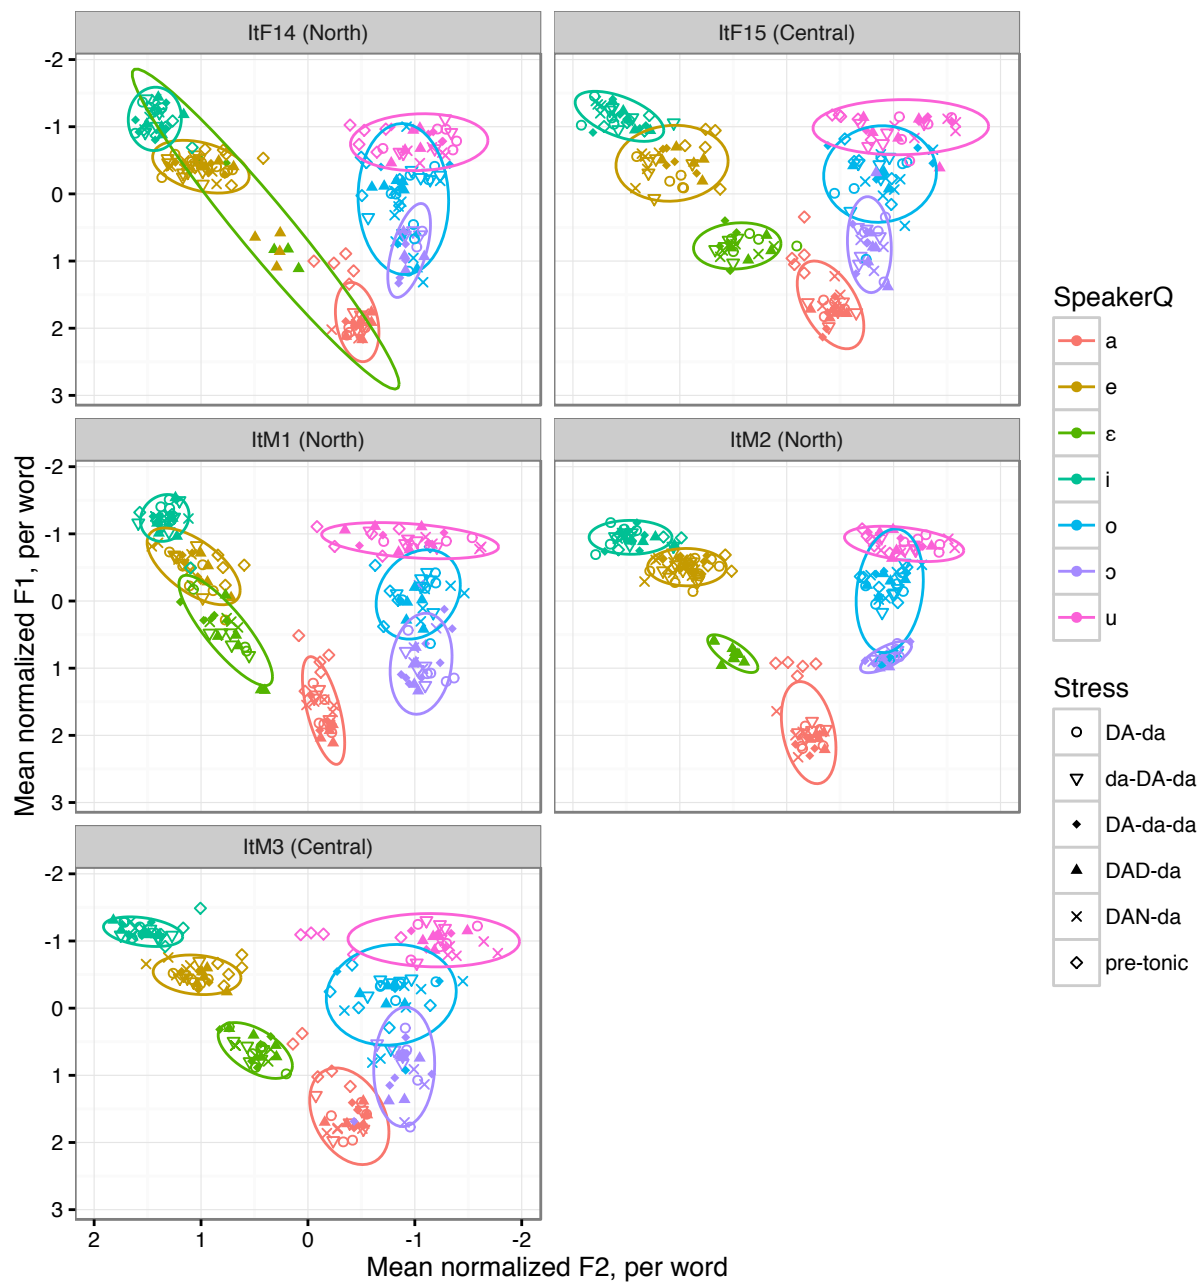 ItF14 (North)
ItF15 (Central)
-2
-1
0
1
2
3
ItM1 (North)
ItM2 (North)
-2
-1
0
1
2
3
ItM3 (Central)
-2
-1
0
1
2
3
2 1 0 -1 -2
Mean normalized F1, per word
Mean normalized F2, per word
SpeakerQ
a
e
ɛ
i
o
ɔ
u
Stress
DA-da
da-DA-da
DA-da-da
DAD-da
DAN-da
pre-tonic